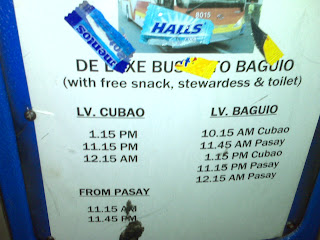 8015
mentos
HALLS
DE LUXE BUS TO BAGUIO
(with free snack, stewardess & toilet)
LV. CUBAO
1.15 PM
11.15 PM
12.15 AM
FROM PASAY
11.15 AM
11.45 PM
LV. BAGUIO
10.15 AM Cubao
11.45 AM Pasay
1.15 PM Cubao
11.15 PM Pasay
12.15 AM Pasay